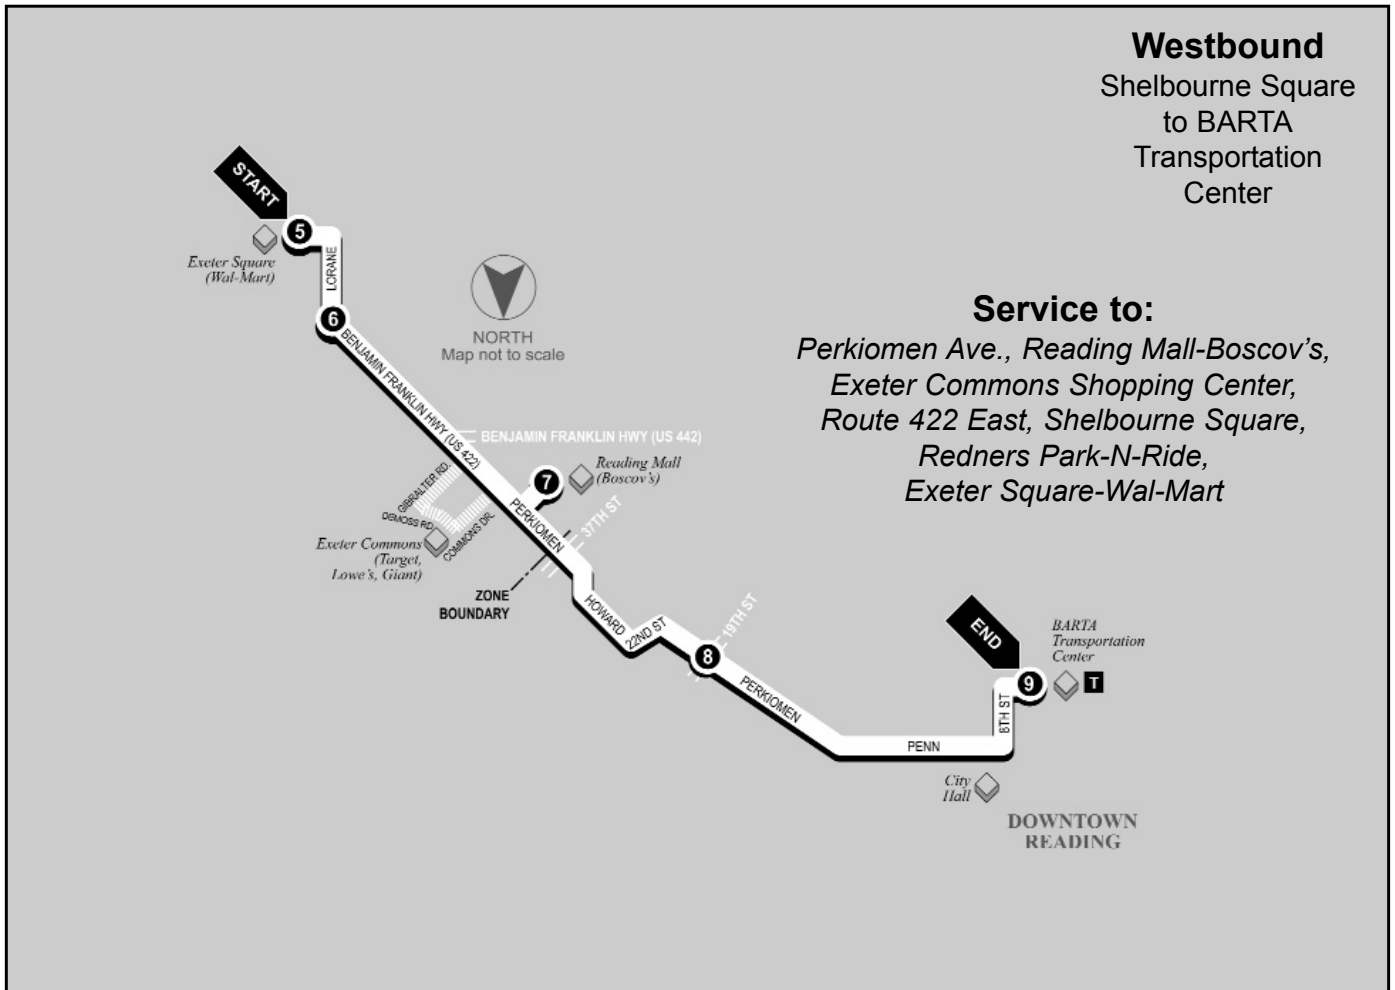 Westbound
Shelbourne Square
to BARTA
Transportation
Center
START
5
Exeter Square
(Wal-Mart)
LORANE
6
NORTH
Map not to scale
Service to:
Perkiomen Ave., Reading Mall-Boscov's,
Exeter Commons Shopping Center,
Route 422 East, Shelbourne Square,
Redners Park-N-Ride,
Exeter Square-Wal-Mart
BENJAMIN FRANKLIN HWY (US 422)
BENJAMIN FRANKLIN HWY (US 442)
7
Reading Mall
(Boscov's)
GIBRALTER RD.
DEMOSS RD.
COMMONS DR.
Exeter Commons
(Target,
Lowe's, Giant)
PERKIOMEN
37TH ST
ZONE
BOUNDARY
HOWARD
22ND ST
19TH ST
8
PERKIOMEN
END
BARTA
Transportation
Center
9
T
8TH ST
PENN
City
Hall
DOWNTOWN
READING